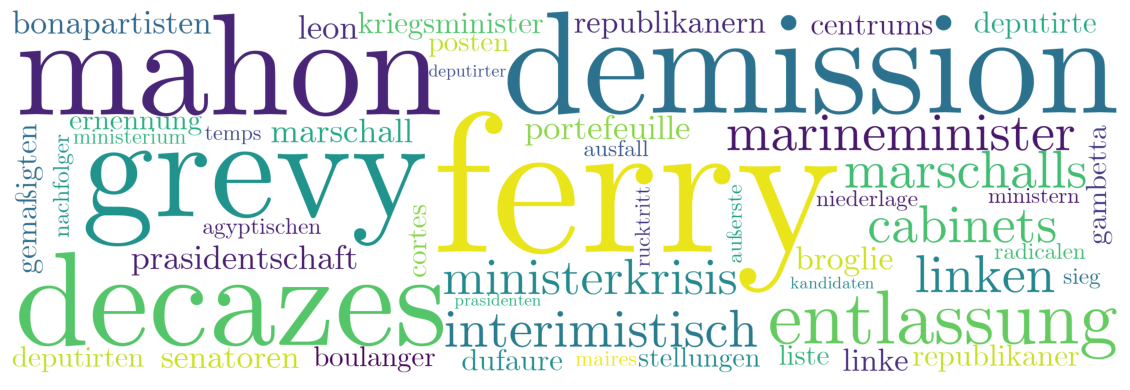 bonapartisten leon kriegsminister republikanern centrums deputirte
posten
mahon deputirter demission
ernennung ministerium temps marschall portefeuille marineminister
ausfall
gemaßigten nachfolger grevy ferry marschalls gambetta
agyptischen cortes rucktritt außerste niederlage ministern
cabinets
prasidentschaft broglie radicalen
decazes ministerkrisis kandidaten linken sieg
prasidenten
interimistisch entlassung
deputirten senatoren boulanger dufaure maires stellungen liste linke republikaner